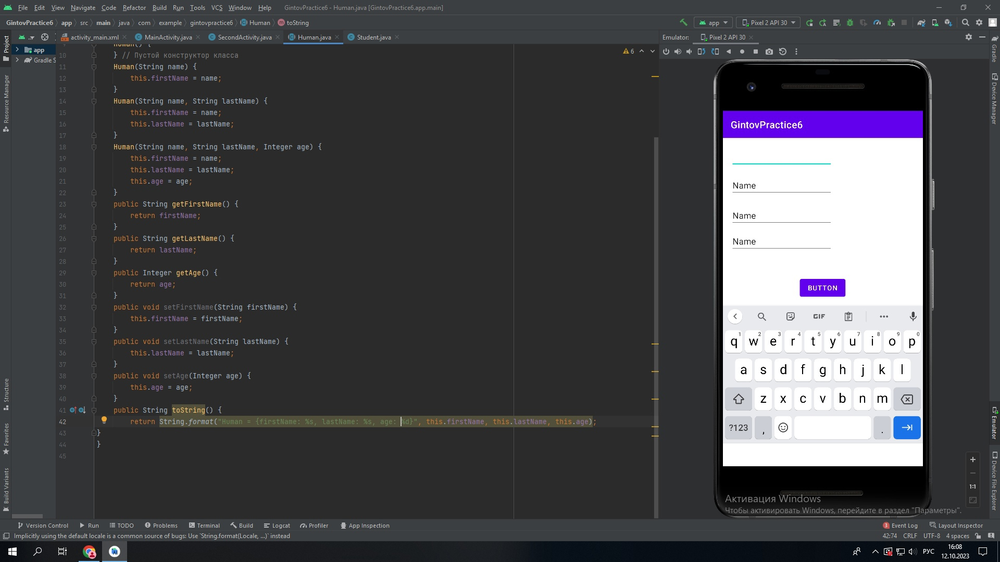 File Edit View Navigate Code Refactor Build Run Tools VCS Window Help GintovPractice6 - Human.java [GintovPractice6.app.main]
GintovPractice6 app src main java com example gintovpractice6 Human toString app Pixel 2 API 30
activity_main.xml MainActivity.java SecondActivity.java Human.java Student.java
Emulator: Pixel 2 API 30
Project
Resource Manager
Structure
Favorites
Build Variants
app
Gradle S
6
9 Human() {
10 } // Пустой конструктор класса
11 Human(String name) {
12 this.firstName = name;
13 }
14 Human(String name, String lastName) {
15 this.firstName = name;
16 this.lastName = lastName;
17 }
18 Human(String name, String lastName, Integer age) {
19 this.firstName = name;
20 this.lastName = lastName;
21 this.age = age;
22 }
23 public String getFirstName() {
24 return firstName;
25 }
26 public String getLastName() {
27 return lastName;
28 }
29 public Integer getAge() {
30 return age;
31 }
32 public void setFirstName(String firstName) {
33 this.firstName = firstName;
34 }
35 public void setLastName(String lastName) {
36 this.lastName = lastName;
37 }
38 public void setAge(Integer age) {
39 this.age = age;
40 }
41 public String toString() {
42 return String.format("Human = {firstName: %s, lastName: %s, age: %d}", this.firstName, this.lastName, this.age);
43 }
44 }
45
GintovPractice6
Name
Name
Name
BUTTON
GIF
q1 w2 e3 r4 t5 y6 u7 i8 o9 p0
a s d f g h j k l
z x c v b n m
?123 , .
1:1
Активация Windows
Чтобы активировать Windows, перейдите в раздел "Параметры".
Gradle
Device Manager
Emulator
Device File Explorer
Version Control Run TODO Problems Terminal Build Logcat Profiler App Inspection 3 Event Log Layout Inspector
Implicitly using the default locale is a common source of bugs: Use `String.format(Locale, ...)` instead 42:74 CRLF UTF-8 4 spaces
РУС
16:08
12.10.2023